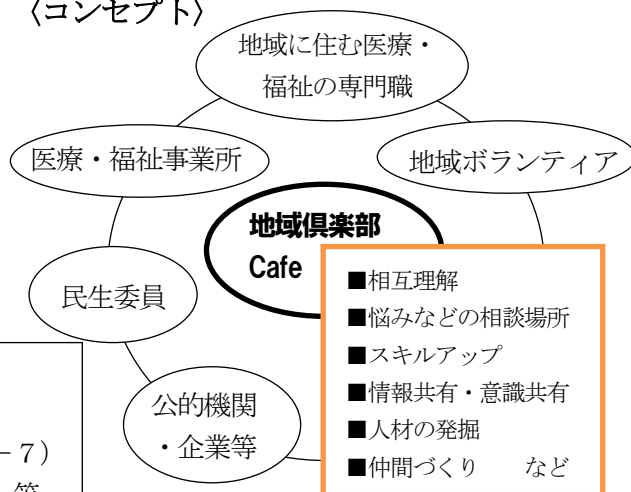 〈コンセプト〉
地域に住む医療・
福祉の専門職
医療・福祉事業所
地域ボランティア
地域倶楽部
Cafe
民生委員
公的機関
・企業等
■相互理解
■悩みなどの相談場所
■スキルアップ
■情報共有・意識共有
■人材の発掘
■仲間づくり　　など
－７）
等